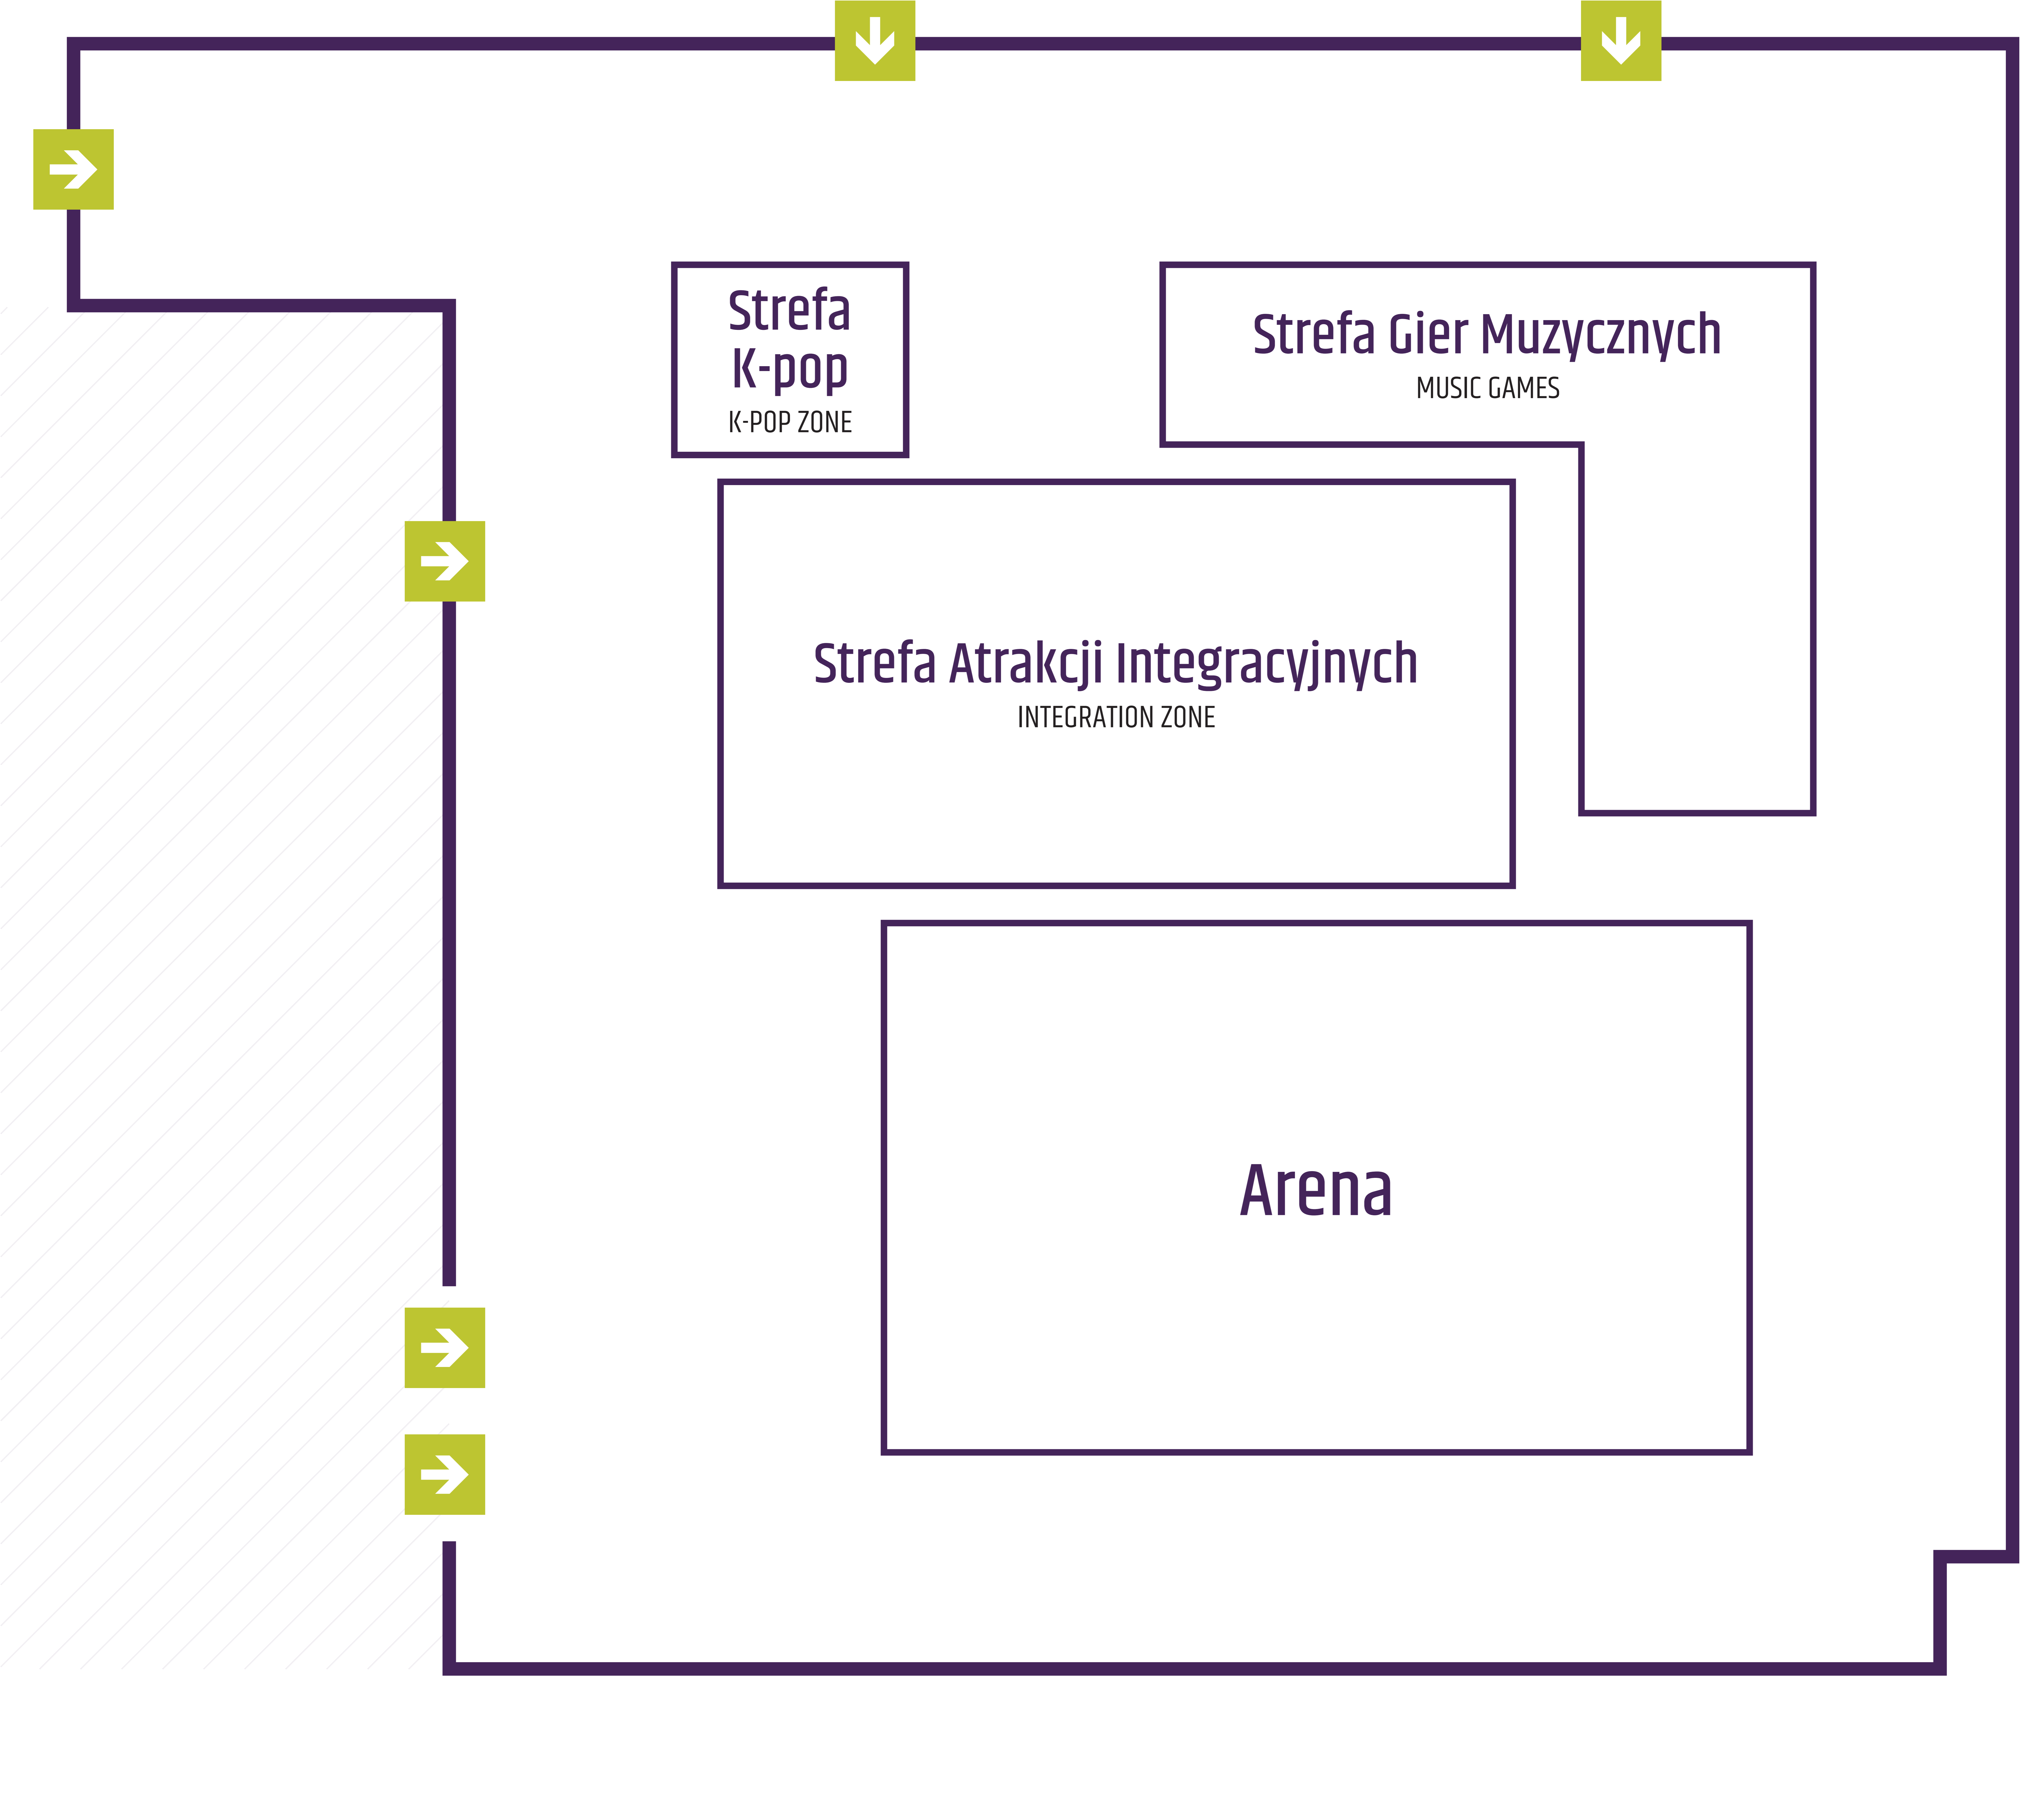 Strefa
K-pop
K-POP ZONE
Strefa Gier Muzycznych
MUSIC GAMES
Strefa Atrakcji Integracyjnych
INTEGRATION ZONE
Arena